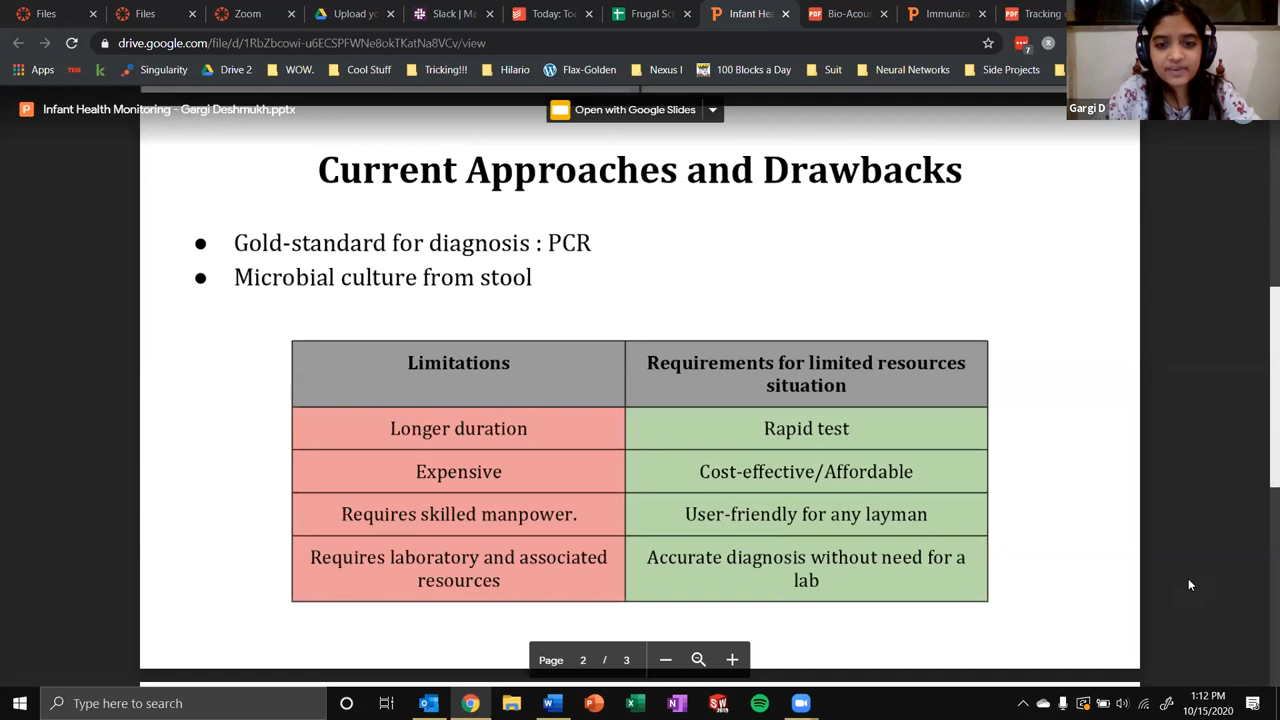 Files
Files
Zoom
Upload y
Slack | M
Today: To
Frugal Sc
Infant He
Bio-Acou
Immuniza
Tracking
drive.google.com/file/d/1RbZbcowi-u6ECSPFWNe8okTKatNa8VCv/view
7
Apps
TED
k
Singularity
Drive 2
WOW.
Cool Stuff
Tricking!!!
Hilario
Flax-Golden
Nexus I
100 Blocks a Day
Suit
Neural Networks
Side Projects
Gargi D
P
Infant Health Monitoring - Gargi Deshmukh.pptx
Open with Google Slides
Current Approaches and Drawbacks
● Gold-standard for diagnosis : PCR
● Microbial culture from stool
Limitations
Requirements for limited resources
situation
Longer duration
Rapid test
Expensive
Cost-effective/Affordable
Requires skilled manpower.
User-friendly for any layman
Requires laboratory and associated
resources
Accurate diagnosis without need for a
lab
Page 2 / 3
Type here to search
1:12 PM
10/15/2020